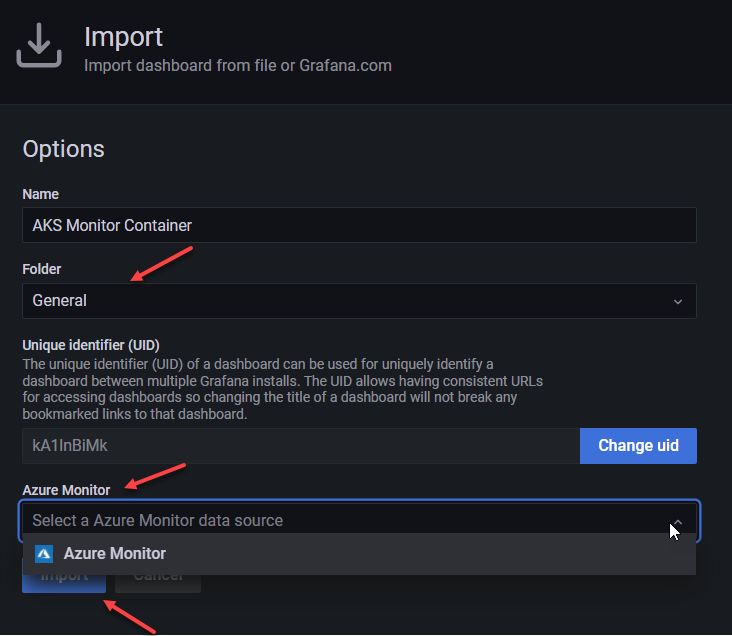 Import
Import dashboard from file or Grafana.com
Options
Name
AKS Monitor Container
Folder
General
Unique identifier (UID)
The unique identifier (UID) of a dashboard can be used for uniquely identify a
dashboard between multiple Grafana installs. The UID allows having consistent URLs
for accessing dashboards so changing the title of a dashboard will not break any
bookmarked links to that dashboard.
kA1InBiMk
Change uid
Azure Monitor
Select a Azure Monitor data source
Azure Monitor
Import
Cancel